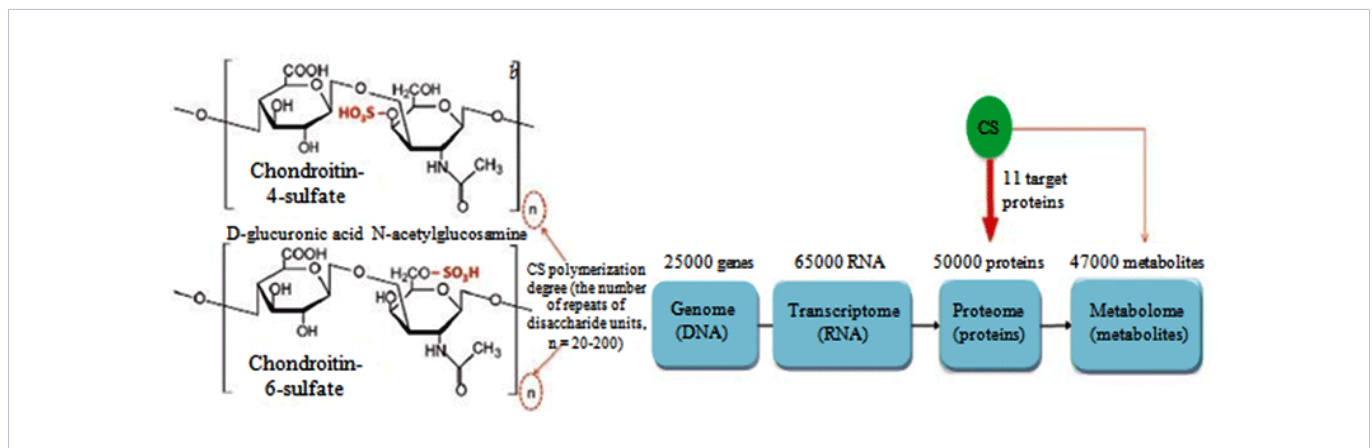 b
COOH
O
O
H₂COH
O
HO₃S-O
O
O
OH
OH
HN
CH₃
O
Chondroitin-
4-sulfate
n
D-glucuronic acid N-acetylglucosamine
COOH
O
O
H₂CO-SO₃H
O
HO
O
O
OH
OH
HN
CH₃
O
Chondroitin-
6-sulfate
n
CS polymerization
degree (the number
of repeats of
disaccharide units,
n = 20-200)
CS
11 target
proteins
25000 genes
65000 RNA
50000 proteins
47000 metabolites
Genome
(DNA)
Transcriptome
(RNA)
Proteome
(proteins)
Metabolome
(metabolites)